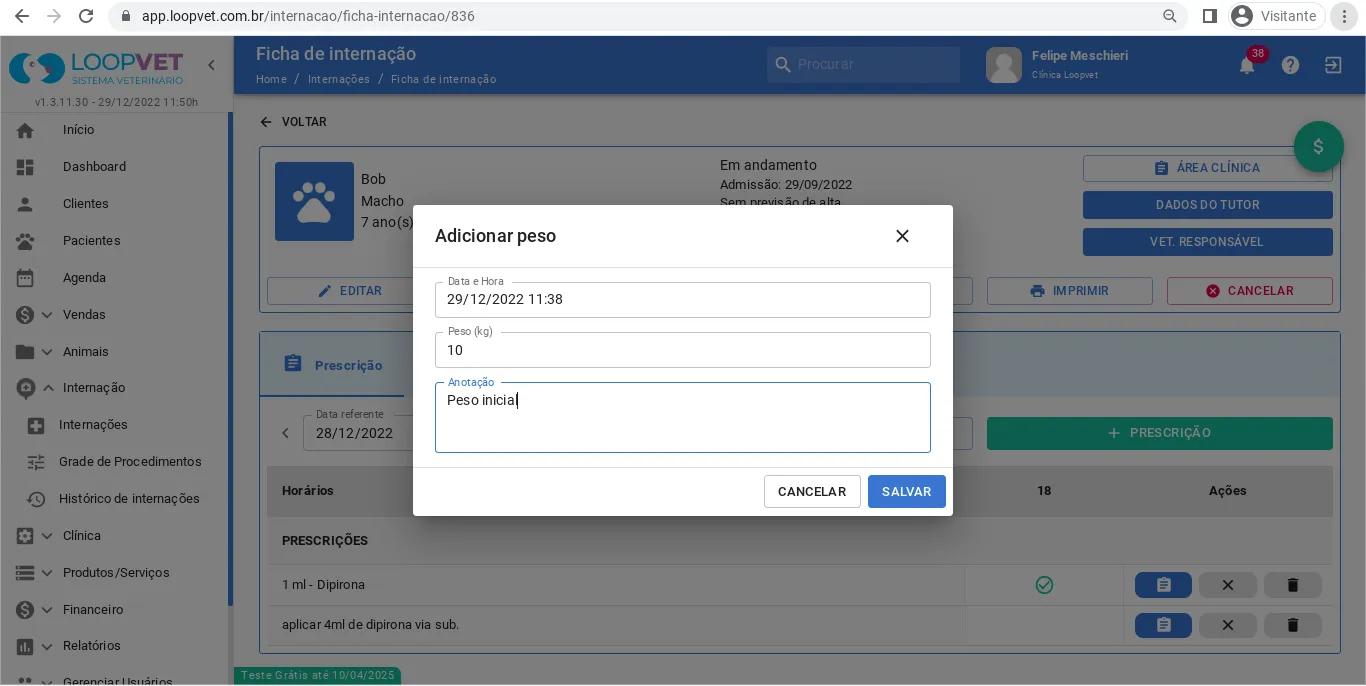 app.loopvet.com.br/internacao/ficha-internacao/836
Visitante
LOOPVET
SISTEMA VETERINÁRIO
v1.3.11.30 - 29/12/2022 11:50h
Ficha de internação
Home / Internações / Ficha de internação
Procurar
Felipe Meschieri
Clínica Loopvet
38
Início
Dashboard
Clientes
Pacientes
Agenda
Vendas
Animais
Internação
Internações
Grade de Procedimentos
Histórico de internações
Clínica
Produtos/Serviços
Financeiro
Relatórios
Gerenciar Usuários
VOLTAR
$
Bob
Macho
7 ano(s)
Em andamento
Admissão: 29/09/2022
Sem previsão de alta
ÁREA CLÍNICA
DADOS DO TUTOR
VET. RESPONSÁVEL
EDITAR
IMPRIMIR
CANCELAR
Adicionar peso
Data e Hora
29/12/2022 11:38
Peso (kg)
10
Anotação
Peso inicial
CANCELAR
SALVAR
Prescrição
Data referente
28/12/2022
PRESCRIÇÃO
Horários
18
Ações
PRESCRIÇÕES
1 ml - Dipirona
aplicar 4ml de dipirona via sub.
Teste Grátis até 10/04/2025